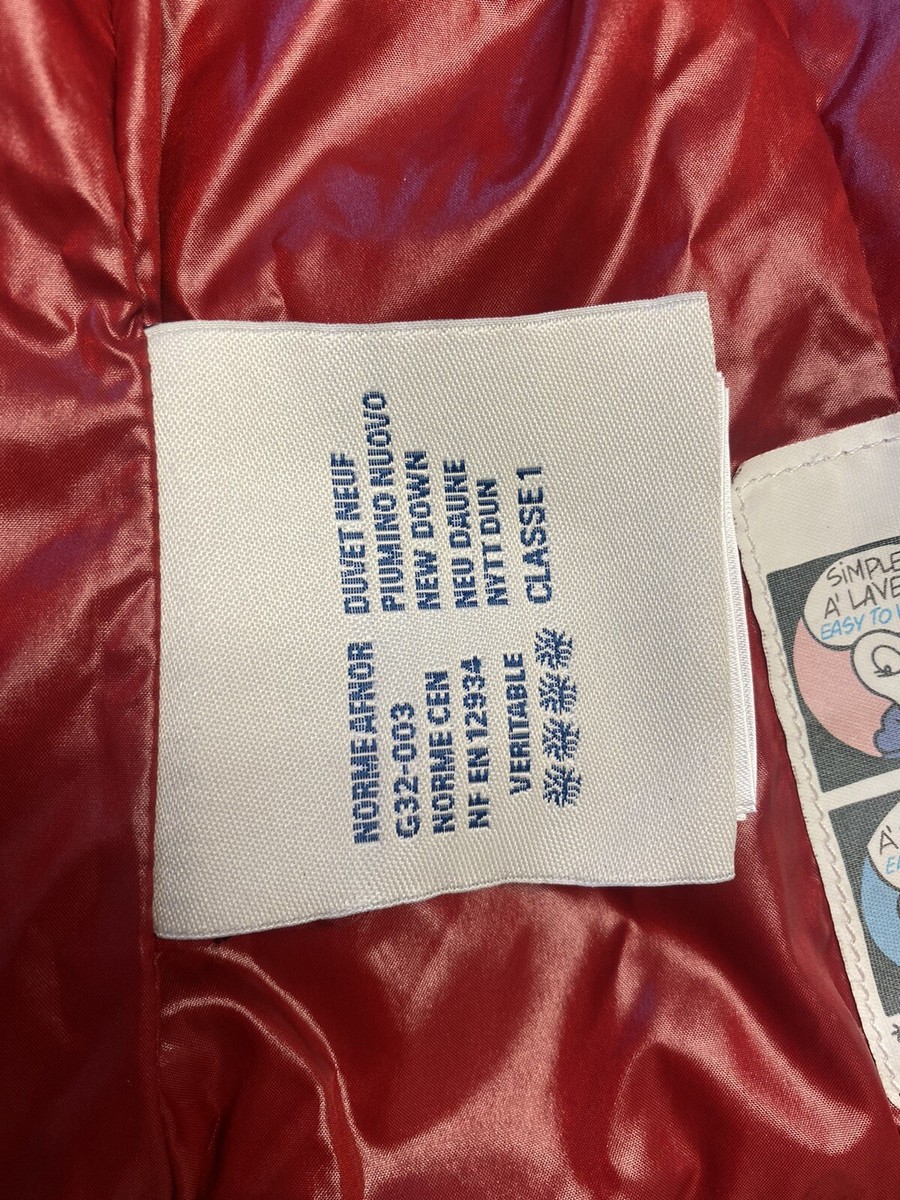 NORME AFNOR
G32-003
NORME CEN
NF EN 12934
VERITABLE
DUVET NEUF
PIUMINO NUOVO
NEW DOWN
NEU DAUNE
NYTT DUN
CLASSE 1
SiMPLE
A' LAVE
EASY TO
A'